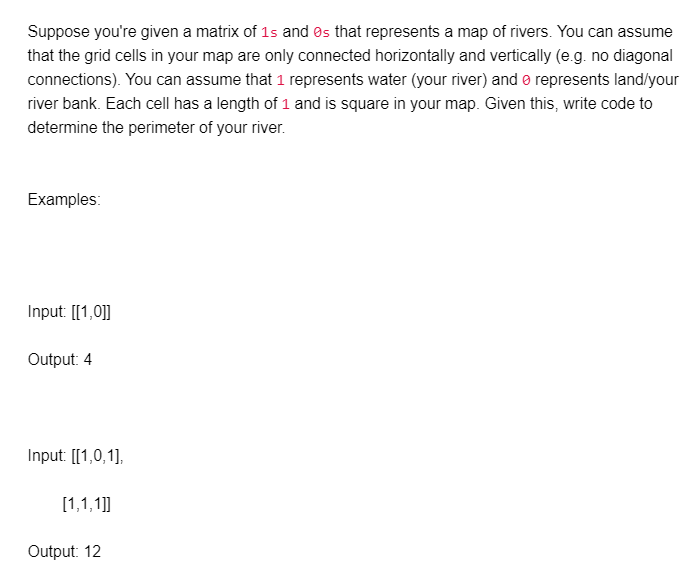 Suppose you're given a matrix of 1s and 0s that represents a map of rivers. You can assume
that the grid cells in your map are only connected horizontally and vertically (e.g. no diagonal
connections). You can assume that 1 represents water (your river) and 0 represents land/your
river bank. Each cell has a length of 1 and is square in your map. Given this, write code to
determine the perimeter of your river.
Examples:
Input: [[1,0]]
Output: 4
Input: [[1,0,1],
[1,1,1]]
Output: 12